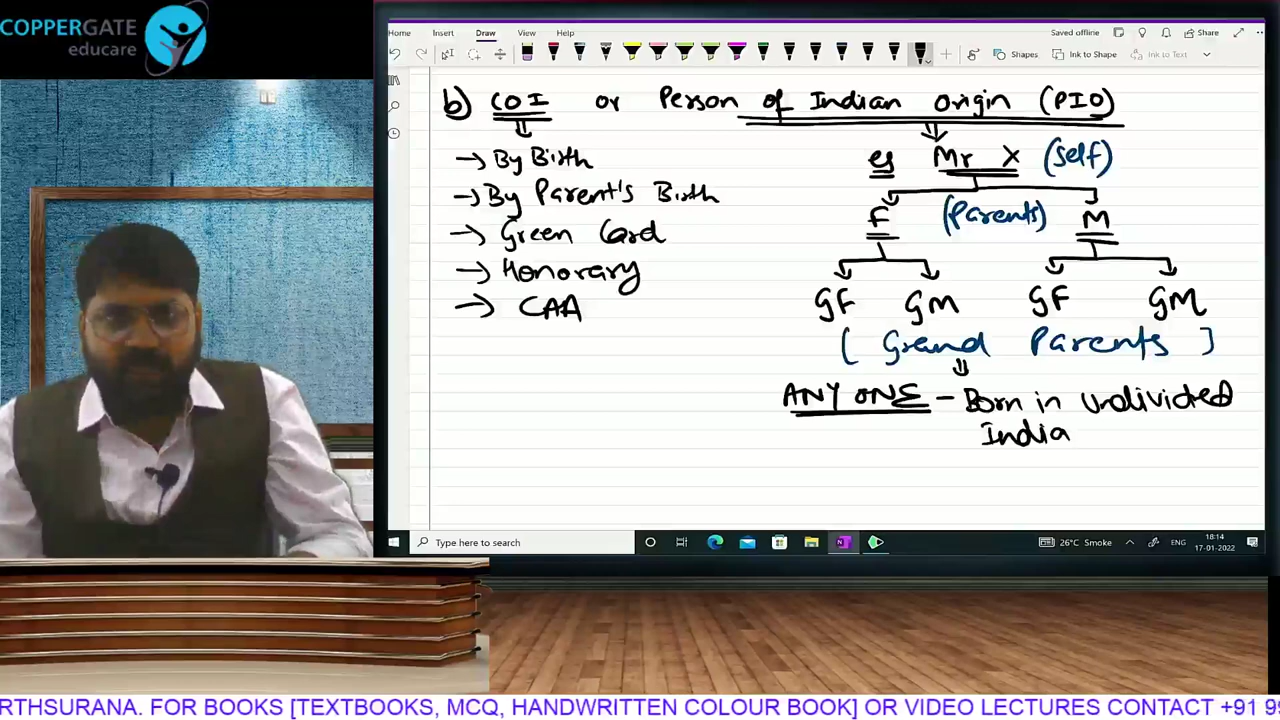 COPPERGATE
educare
Home Insert Draw View Help
Saved offline Share
Shapes Ink to Shape Ink to Text
b) COI or Person of Indian origin (PIO)
→ By Birth
→ By Parent's Birth
→ Green Card
→ Honorary
→ CAA
eg Mr X (Self)
F (Parents) M
GF GM GF GM
( Grand Parents ]
ANY ONE - Born in undivided
India
Type here to search
26°C Smoke
ENG
18:14
17-01-2022
RTHSURANA. FOR BOOKS [TEXTBOOKS, MCQ, HANDWRITTEN COLOUR BOOK] OR VIDEO LECTURES CONTACT +91 99